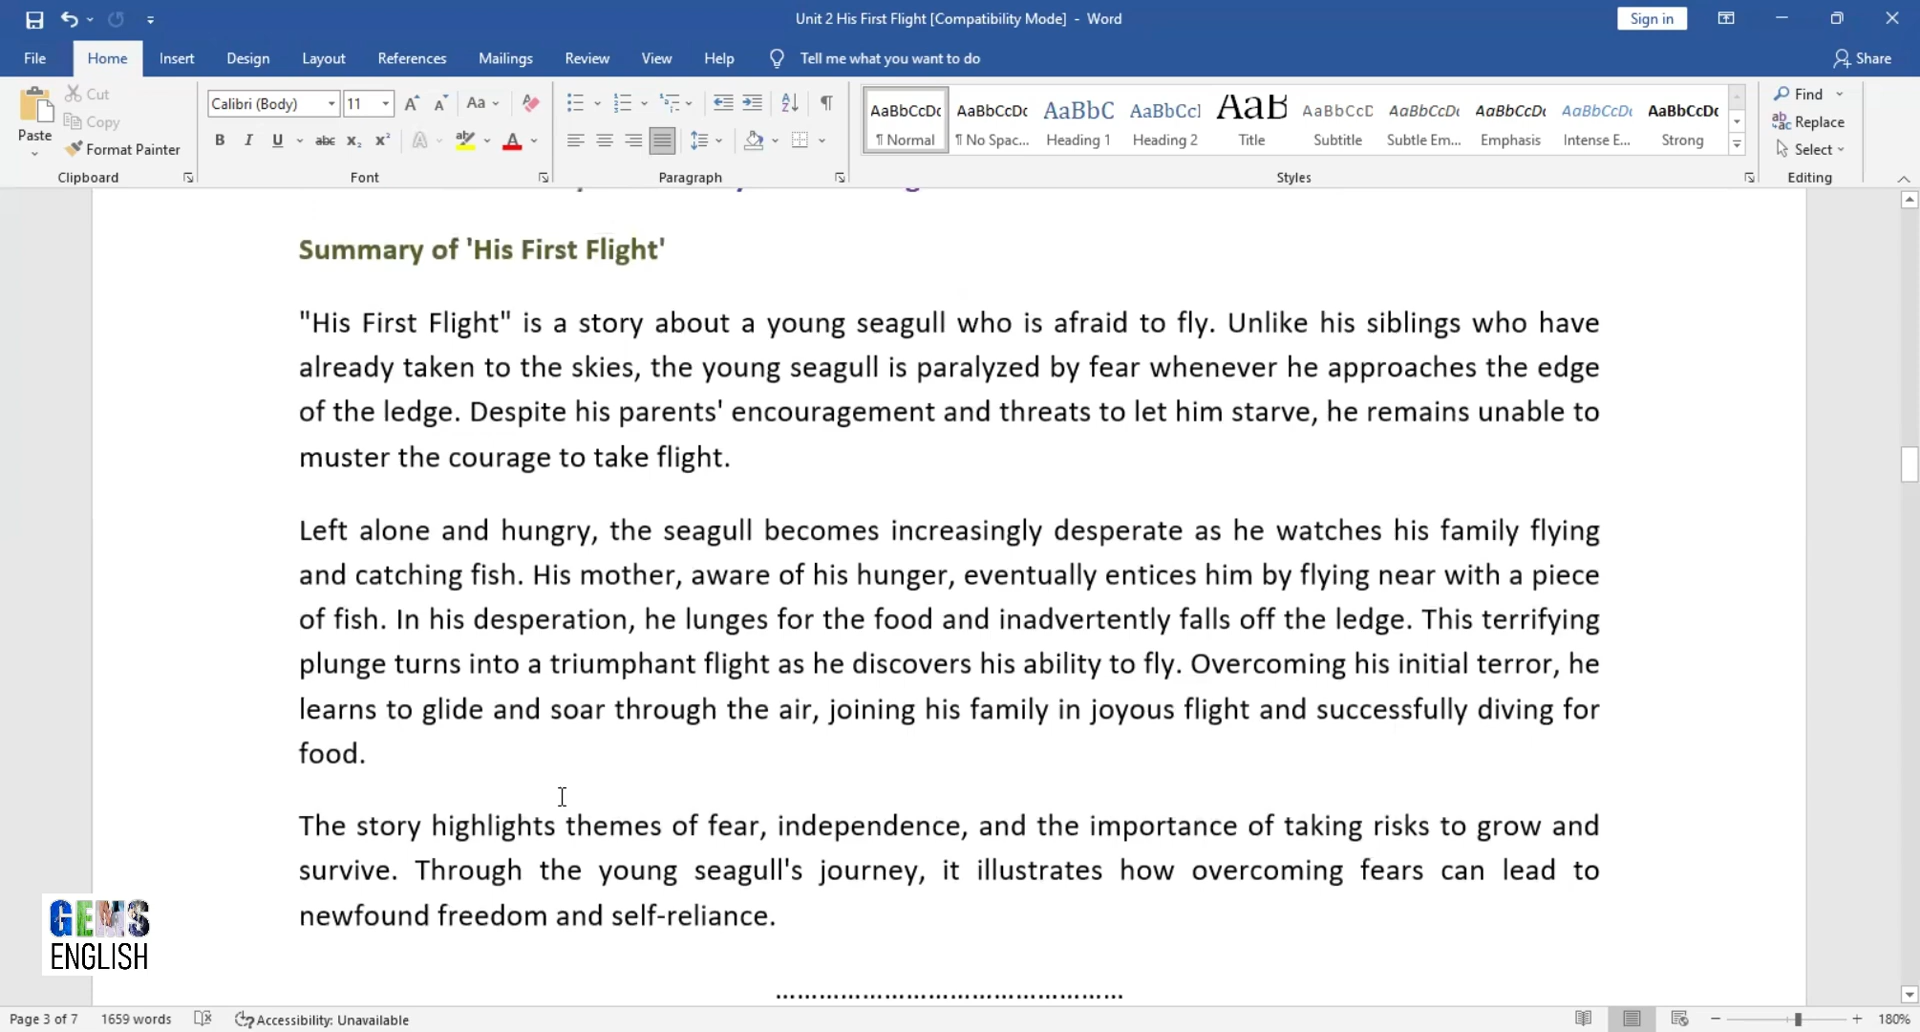 Unit 2 His First Flight [Compatibility Mode] - Word
Sign in
File Home Insert Design Layout References Mailings Review View Help Tell me what you want to do Share
Paste
Cut
Copy
Format Painter
Clipboard
Calibri (Body) 11
Font
Paragraph
AaBbCcDc AaBbCcDc AaBbC AaBbCcl AaB AaBbCcD AaBbCcDc AaBbCcDc AaBbCcDc AaBbCcDc
¶ Normal ¶ No Spac... Heading 1 Heading 2 Title Subtitle Subtle Em... Emphasis Intense E... Strong
Styles
Find
Replace
Select
Editing
Summary of 'His First Flight'
"His First Flight" is a story about a young seagull who is afraid to fly. Unlike his siblings who have
already taken to the skies, the young seagull is paralyzed by fear whenever he approaches the edge
of the ledge. Despite his parents' encouragement and threats to let him starve, he remains unable to
muster the courage to take flight.
Left alone and hungry, the seagull becomes increasingly desperate as he watches his family flying
and catching fish. His mother, aware of his hunger, eventually entices him by flying near with a piece
of fish. In his desperation, he lunges for the food and inadvertently falls off the ledge. This terrifying
plunge turns into a triumphant flight as he discovers his ability to fly. Overcoming his initial terror, he
learns to glide and soar through the air, joining his family in joyous flight and successfully diving for
food.
The story highlights themes of fear, independence, and the importance of taking risks to grow and
survive. Through the young seagull's journey, it illustrates how overcoming fears can lead to
newfound freedom and self-reliance.
................................................
GEMS
ENGLISH
Page 3 of 7 1659 words Accessibility: Unavailable 180%